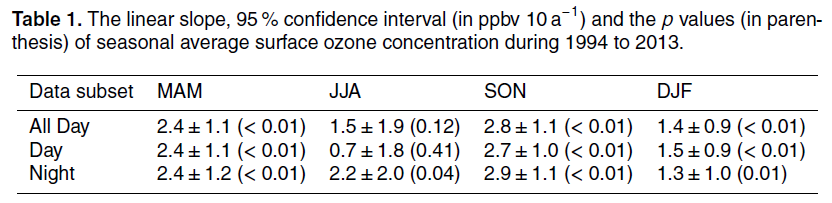 Table 1. The linear slope, 95 % confidence interval (in ppbv 10 a⁻¹) and the p values (in paren-
thesis) of seasonal average surface ozone concentration during 1994 to 2013.
Data subset MAM JJA SON DJF
All Day 2.4 ± 1.1 (< 0.01) 1.5 ± 1.9 (0.12) 2.8 ± 1.1 (< 0.01) 1.4 ± 0.9 (< 0.01)
Day 2.4 ± 1.1 (< 0.01) 0.7 ± 1.8 (0.41) 2.7 ± 1.0 (< 0.01) 1.5 ± 0.9 (< 0.01)
Night 2.4 ± 1.2 (< 0.01) 2.2 ± 2.0 (0.04) 2.9 ± 1.1 (< 0.01) 1.3 ± 1.0 (0.01)